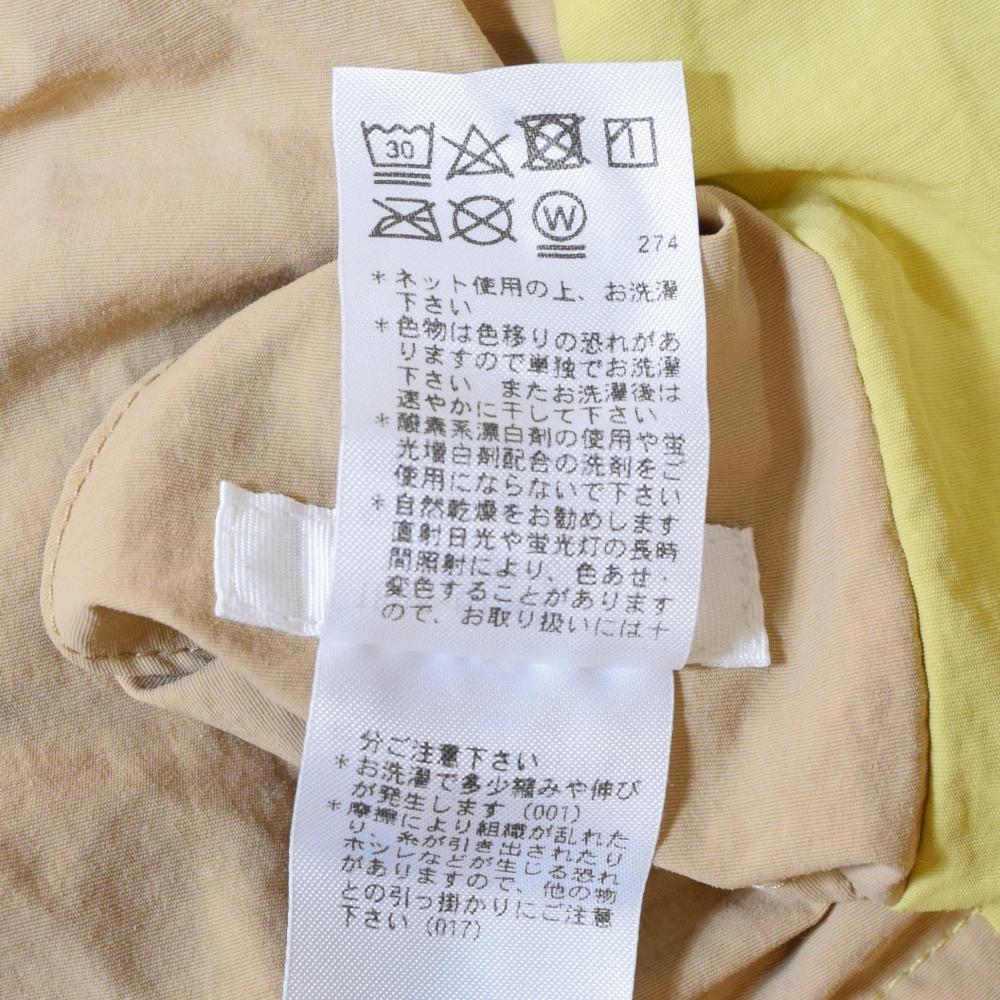 30
W
274
*ネット使用の上、お洗濯
下さい
*色物は色移りの恐れがあ
りますので単独でお洗濯
下さい　またお洗濯後は
速やかに干して下さい
*酸素系漂白剤の使用や蛍
光増白剤配合の洗剤をご
使用にならないで下さい
*自然乾燥をお勧めします
直射日光や蛍光灯の長時
間照射により、色あせ・
変色することがあります
ので、お取り扱いには十
分ご注意下さい
*お洗濯で多少縮みや伸び
が発生します（001）
*摩擦により組織が乱れた
り、糸が引き出されたり
ホツレなどが生じる恐れ
がありますので、他の物
との引っ掛かりにご注意
下さい（017）